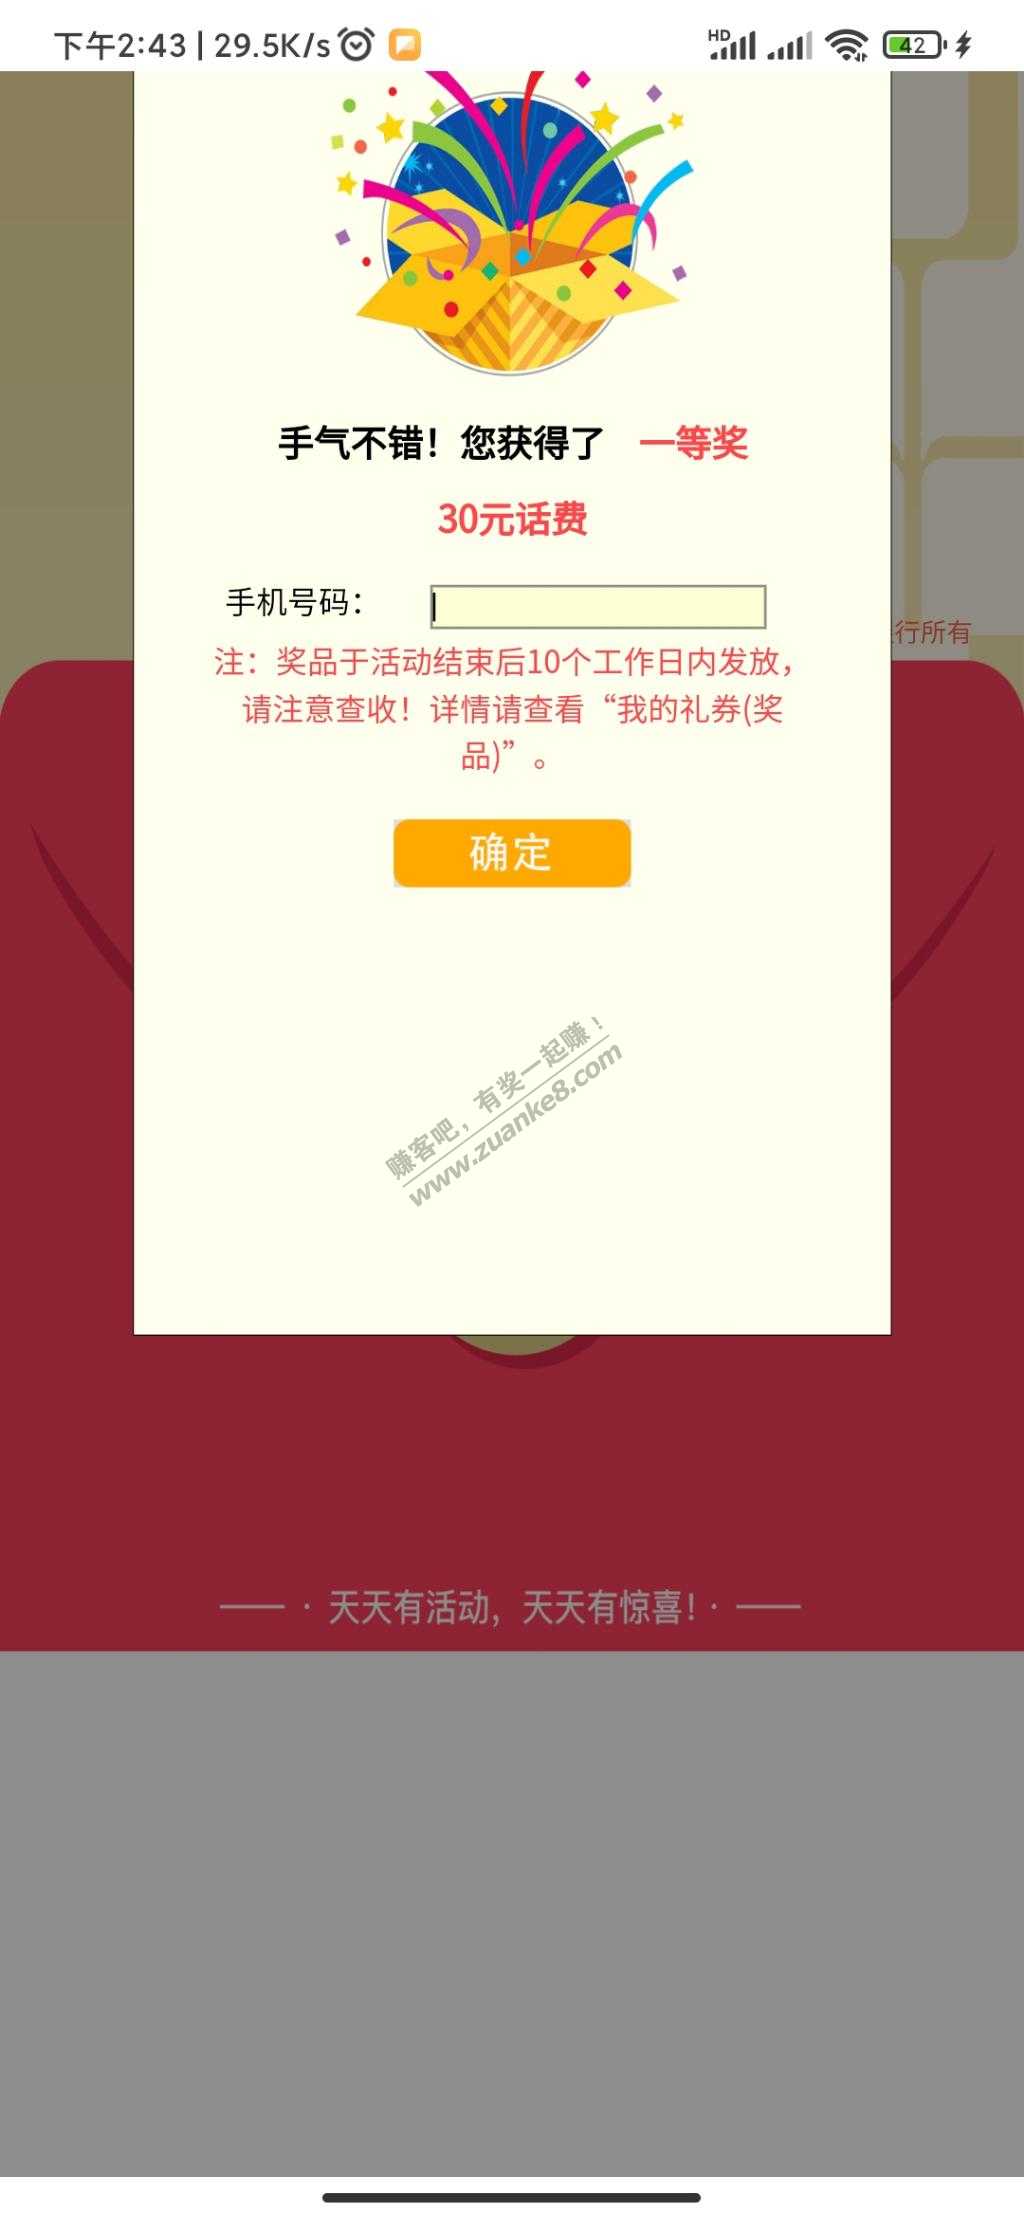 下午2:43 | 29.5K/s
HD
42
手气不错！您获得了 一等奖
30元话费
手机号码：
行所有
注：奖品于活动结束后10个工作日内发放，
请注意查收！详情请查看“我的礼券(奖
品)”。
确定
赚客吧，有奖一起赚！
www.zuanke8.com
天天有活动，天天有惊喜！